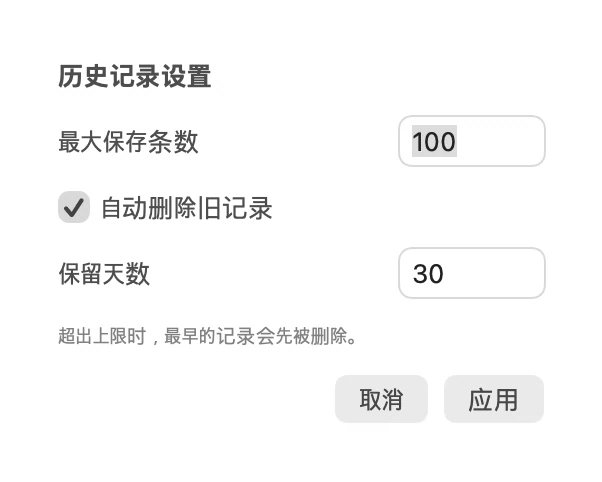 历史记录设置
最大保存条数 100
自动删除旧记录
保留天数 30
超出上限时，最早的记录会先被删除。
取消 应用